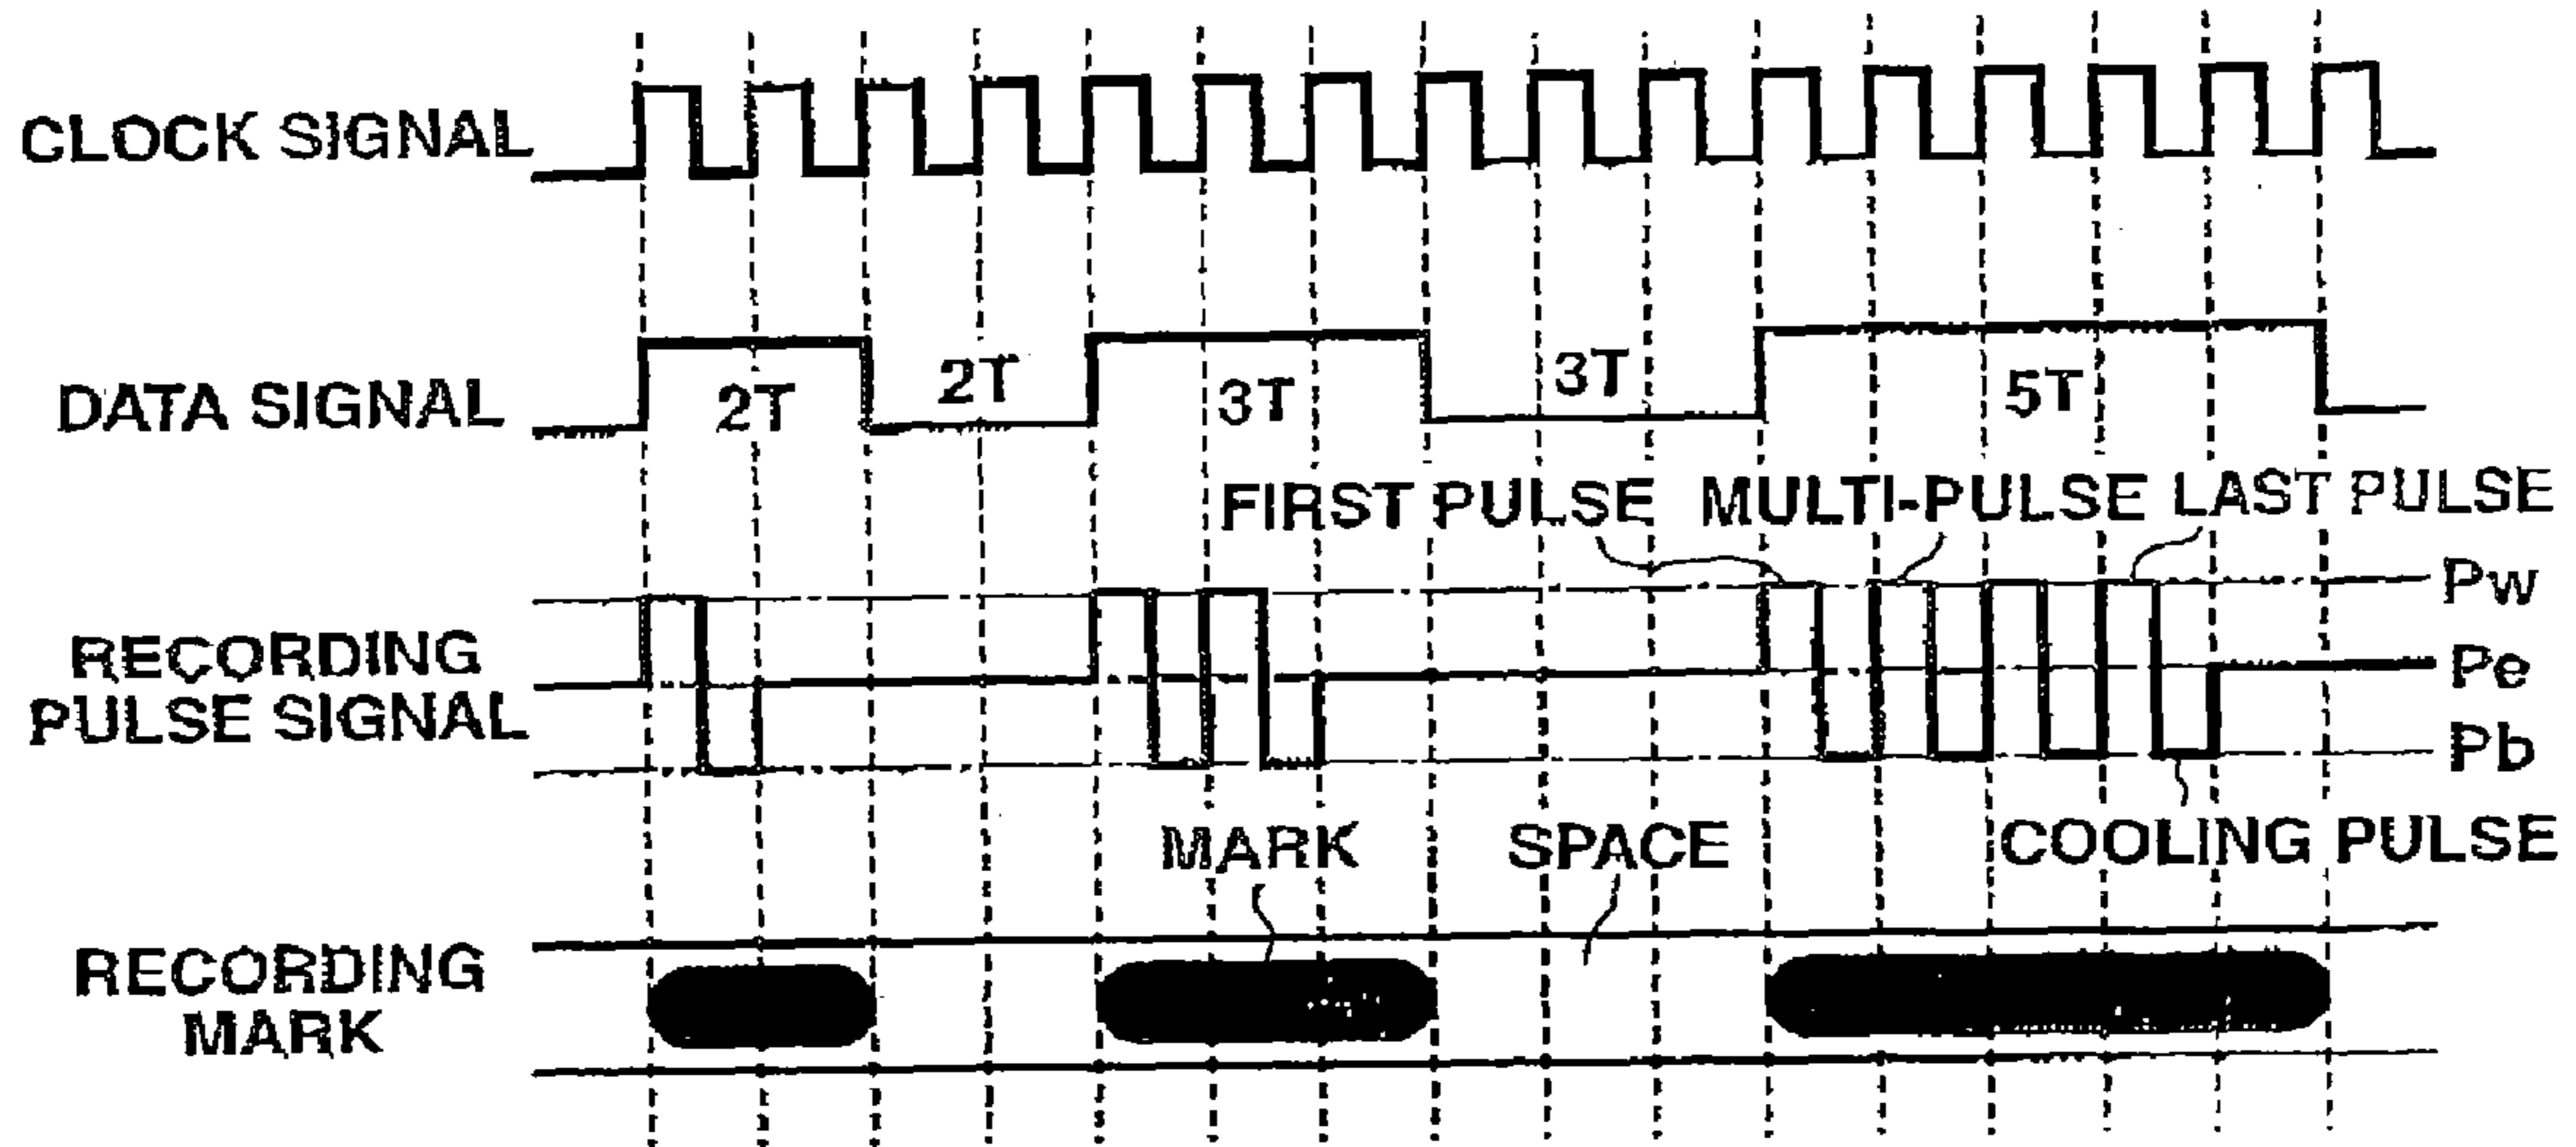 CLOCK SIGNAL
DATA SIGNAL
2T
2T
3T
3T
5T
FIRST PULSE
MULTI-PULSE
LAST PULSE
RECORDING
PULSE SIGNAL
Pw
Pe
Pb
MARK
SPACE
COOLING PULSE
RECORDING
MARK